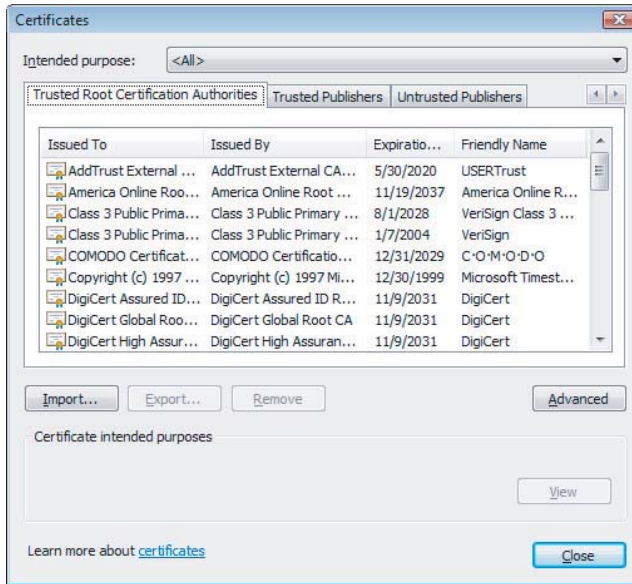 Certificates
Intended purpose: <All>
Trusted Root Certification Authorities Trusted Publishers Untrusted Publishers
Issued To Issued By Expiratio... Friendly Name
AddTrust External ... AddTrust External CA... 5/30/2020 USERTrust
America Online Roo... America Online Root ... 11/19/2037 America Online R...
Class 3 Public Prima... Class 3 Public Primary ... 8/1/2028 VeriSign Class 3 ...
Class 3 Public Prima... Class 3 Public Primary ... 1/7/2004 VeriSign
COMODO Certificat... COMODO Certificatio... 12/31/2029 C·O·M·O·D·O
Copyright (c) 1997 ... Copyright (c) 1997 Mi... 12/30/1999 Microsoft Timest...
DigiCert Assured ID... DigiCert Assured ID R... 11/9/2031 DigiCert
DigiCert Global Roo... DigiCert Global Root CA 11/9/2031 DigiCert
DigiCert High Assur... DigiCert High Assuran... 11/9/2031 DigiCert
Import... Export... Remove Advanced
Certificate intended purposes
View
Learn more about certificates
Close